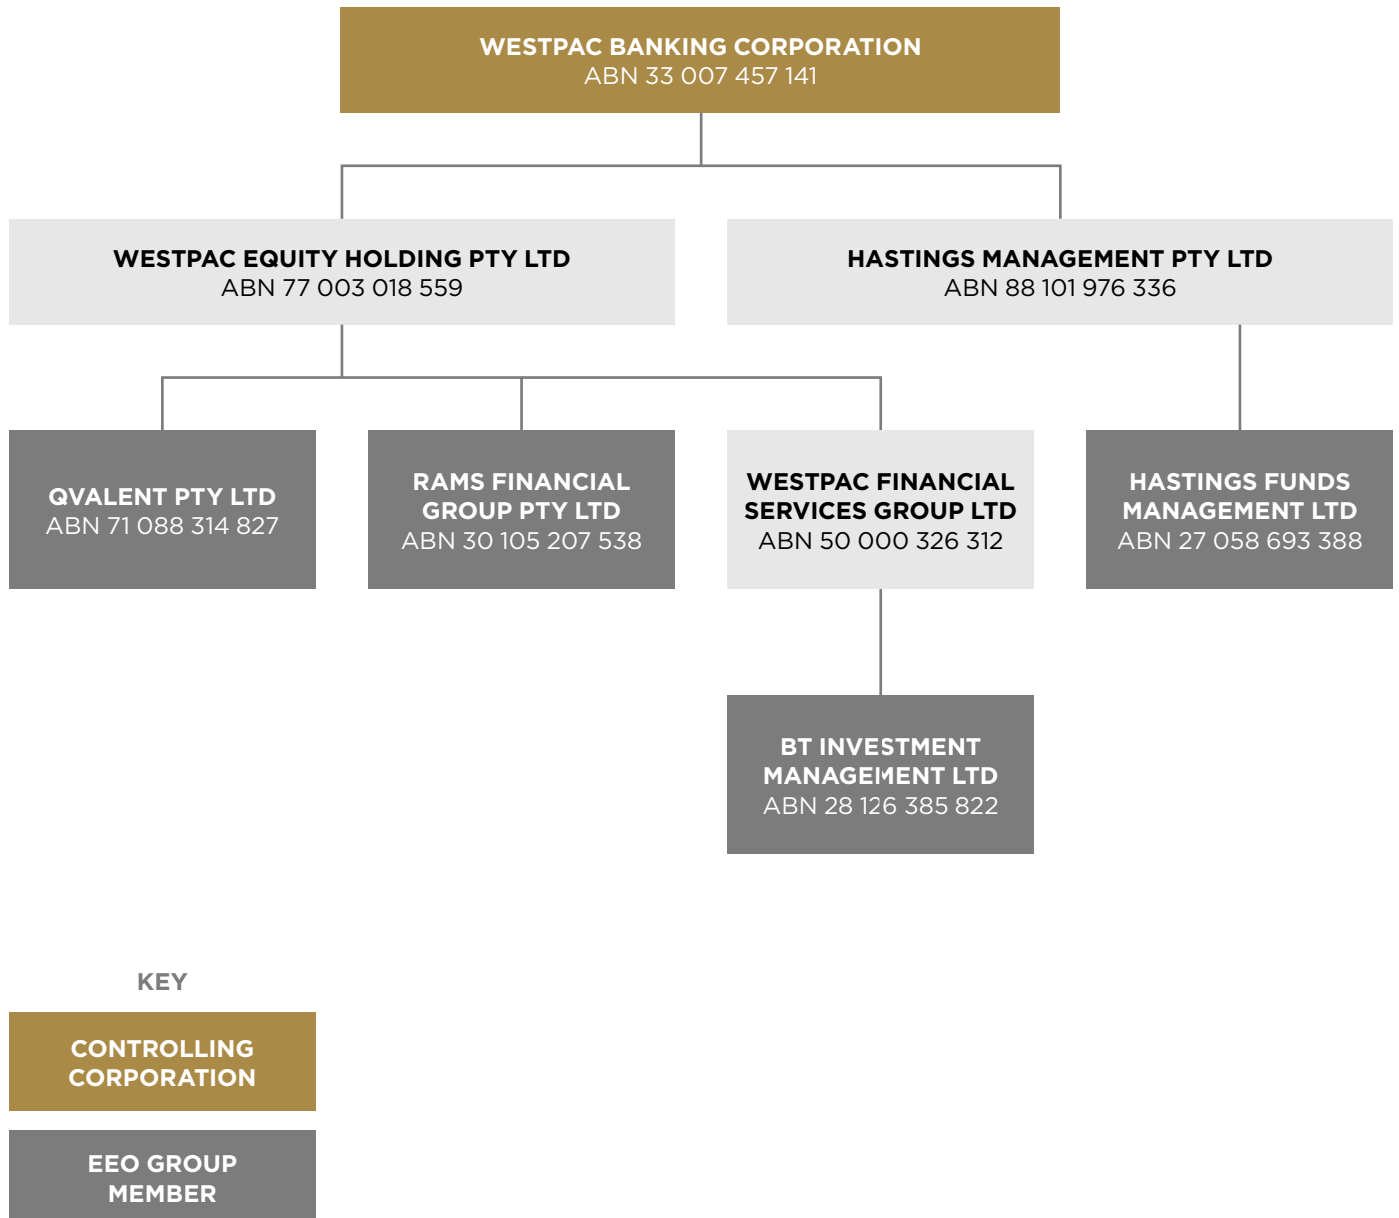 WESTPAC BANKING CORPORATION
ABN 33 007 457 141
WESTPAC EQUITY HOLDING PTY LTD
ABN 77 003 018 559
HASTINGS MANAGEMENT PTY LTD
ABN 88 101 976 336
QVALENT PTY LTD
ABN 71 088 314 827
RAMS FINANCIAL
GROUP PTY LTD
ABN 30 105 207 538
WESTPAC FINANCIAL
SERVICES GROUP LTD
ABN 50 000 326 312
HASTINGS FUNDS
MANAGEMENT LTD
ABN 27 058 693 388
BT INVESTMENT
MANAGEMENT LTD
ABN 28 126 385 822
KEY
CONTROLLING
CORPORATION
EEO GROUP
MEMBER